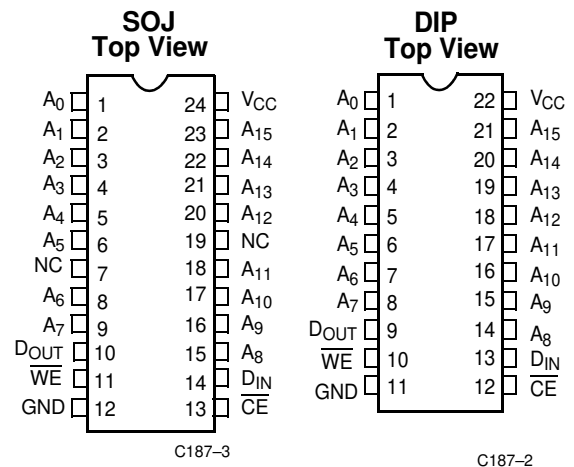 SOJ
Top View
A0 1 24 VCC
A1 2 23 A15
A2 3 22 A14
A3 4 21 A13
A4 5 20 A12
A5 6 19 NC
NC 7 18 A11
A6 8 17 A10
A7 9 16 A9
DOUT 10 15 A8
WE 11 14 DIN
GND 12 13 CE
C187–3
DIP
Top View
A0 1 22 VCC
A1 2 21 A15
A2 3 20 A14
A3 4 19 A13
A4 5 18 A12
A5 6 17 A11
A6 7 16 A10
A7 8 15 A9
DOUT 9 14 A8
WE 10 13 DIN
GND 11 12 CE
C187–2